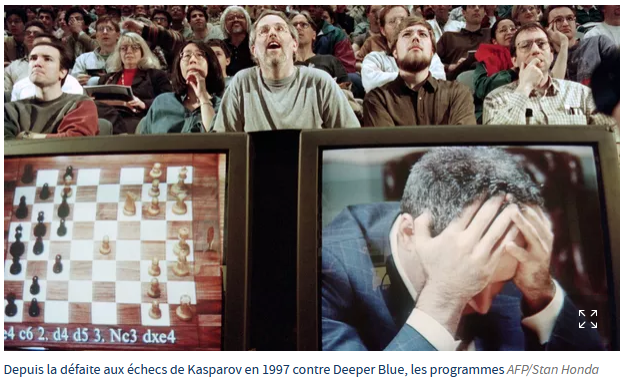 e4 c6 2. d4 d5 3. Nc3 dxe4
Depuis la défaite aux échecs de Kasparov en 1997 contre Deeper Blue, les programmes AFP/Stan Honda